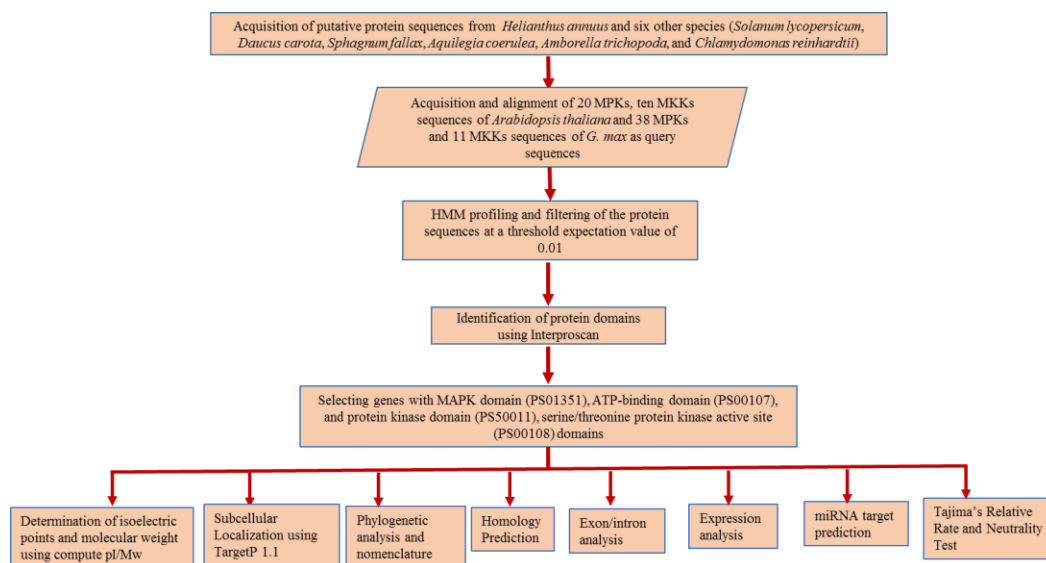 Acquisition of putative protein sequences from Helianthus annuus and six other species (Solanum lycopersicum,
Daucus carota, Sphagnum fallax, Aquilegia coerulea, Amborella trichopoda, and Chlamydomonas reinhardtii)
Acquisition and alignment of 20 MPKs, ten MKKs
sequences of Arabidopsis thaliana and 38 MPKs
and 11 MKKs sequences of G. max as query
sequences
HMM profiling and filtering of the protein
sequences at a threshold expectation value of
0.01
Identification of protein domains
using Interproscan
Selecting genes with MAPK domain (PS01351), ATP-binding domain (PS00107),
and protein kinase domain (PS50011), serine/threonine protein kinase active site
(PS00108) domains
Determination of isoelectric
points and molecular weight
using compute pI/Mw
Subcellular
Localization using
TargetP 1.1
Phylogenetic
analysis and
nomenclature
Homology
Prediction
Exon/intron
analysis
Expression
analysis
miRNA target
prediction
Tajima's Relative
Rate and Neutrality
Test